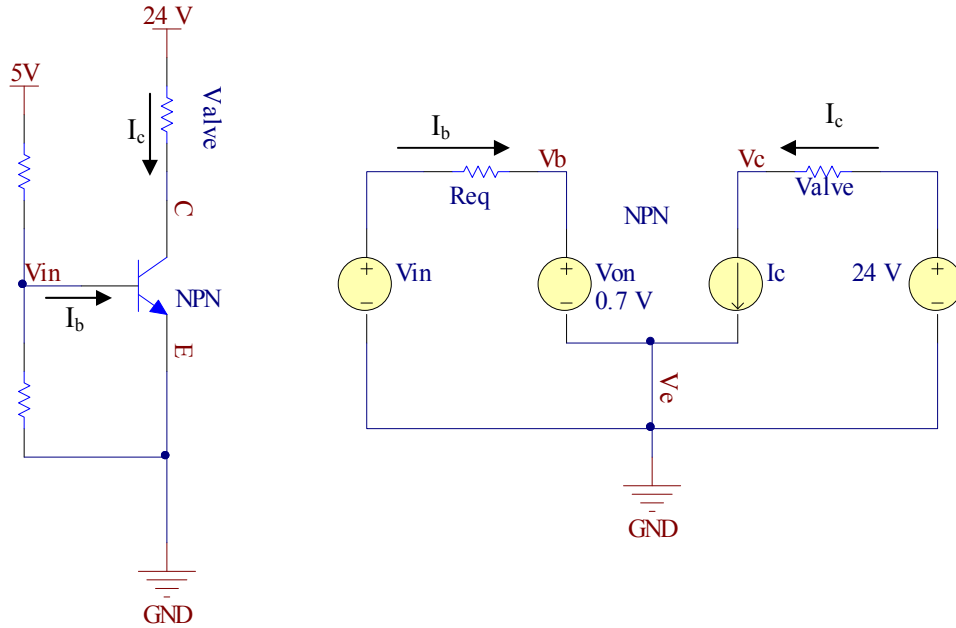 24 V
5V
Ic
Valve
C
Vin
NPN
Ib
E
GND
Ib
Ic
Vb
Vc
Req
Valve
NPN
Vin
Von
0.7 V
Ic
24 V
Ve
GND